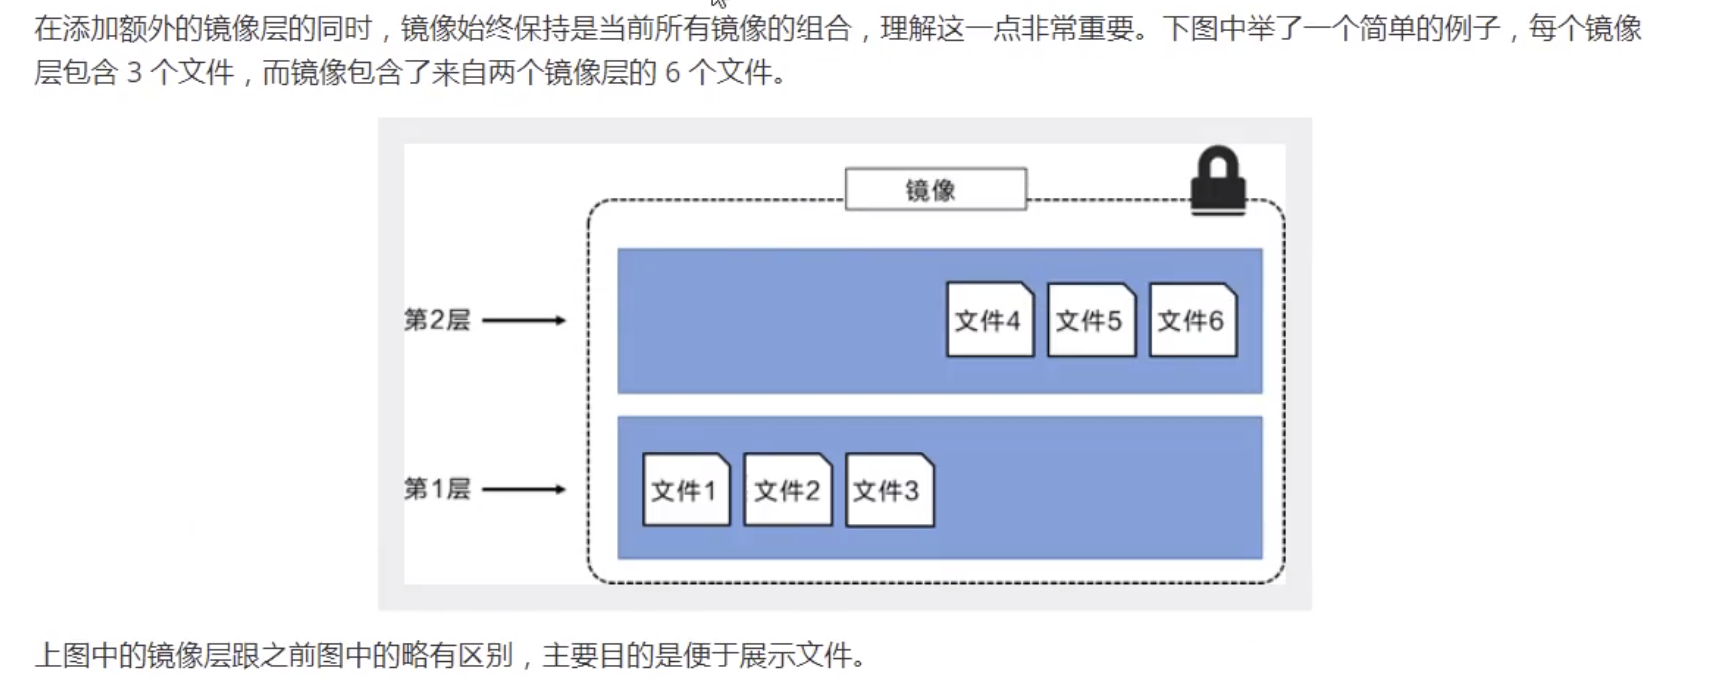 在添加额外的镜像层的同时，镜像始终保持是当前所有镜像的组合，理解这一点非常重要。下图中举了一个简单的例子，每个镜像
层包含 3 个文件，而镜像包含了来自两个镜像层的 6 个文件。
镜像
第2层
文件4 文件5 文件6
第1层
文件1 文件2 文件3
上图中的镜像层跟之前图中的略有区别，主要目的是便于展示文件。